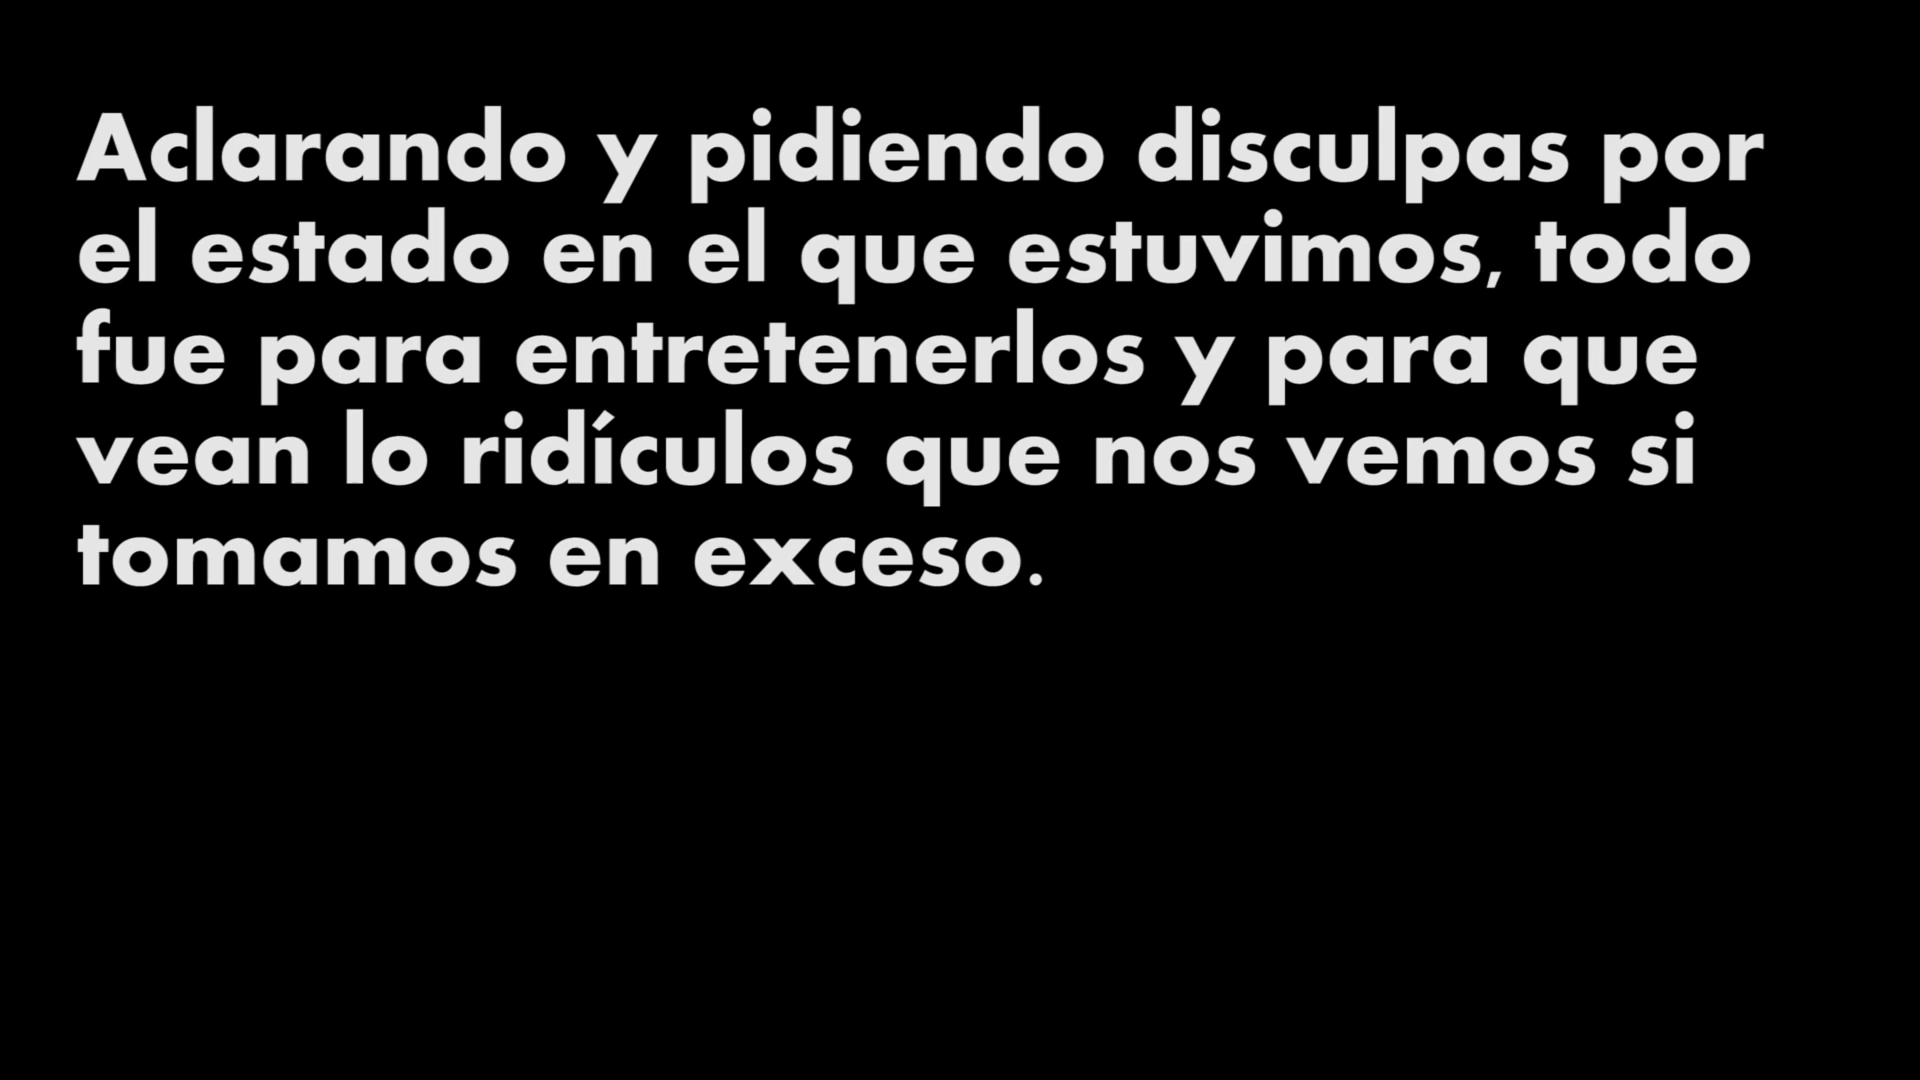 Aclarando y pidiendo disculpas por
el estado en el que estuvimos, todo
fue para entretenerlos y para que
vean lo ridículos que nos vemos si
tomamos en exceso.